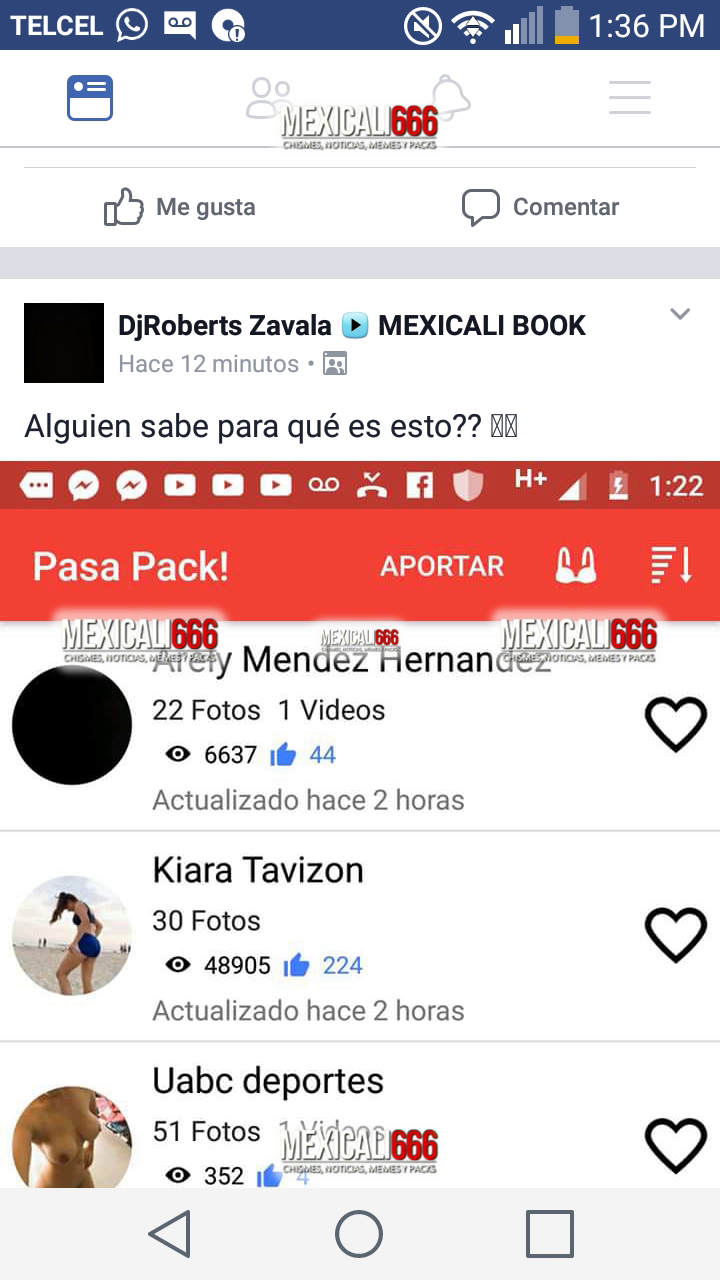 TELCEL 1:36 PM
MEXICALI666
CHISMES, NOTICIAS, MEMES Y PACKS
Me gusta Comentar
DjRoberts Zavala MEXICALI BOOK
Hace 12 minutos •
Alguien sabe para qué es esto??
H+ 1:22
Pasa Pack! APORTAR
MEXICALI666 MEXICALI666 MEXICALI666
CHISMES, NOTICIAS, MEMES Y PACKS CHISMES, NOTICIAS, MEMES Y PACKS CHISMES, NOTICIAS, MEMES Y PACKS
Arely Mendez Hernandez
22 Fotos 1 Videos
6637 44
Actualizado hace 2 horas
Kiara Tavizon
30 Fotos
48905 224
Actualizado hace 2 horas
Uabc deportes
51 Fotos 1 Videos
MEXICALI666
CHISMES, NOTICIAS, MEMES Y PACKS
352 4